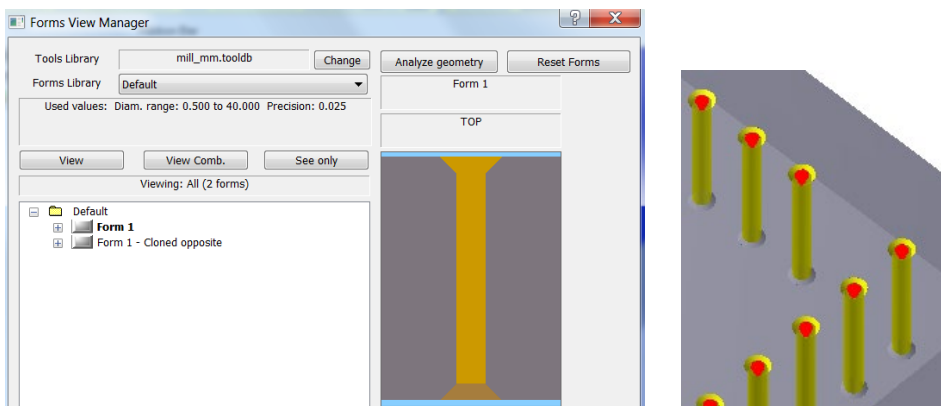 Forms View Manager
Tools Library
mill_mm.tooldb
Change
Forms Library
Default
Used values: Diam. range: 0.500 to 40.000 Precision: 0.025
View
View Comb.
See only
Viewing: All (2 forms)
Default
Form 1
Form 1 - Cloned opposite
Analyze geometry
Reset Forms
Form 1
TOP